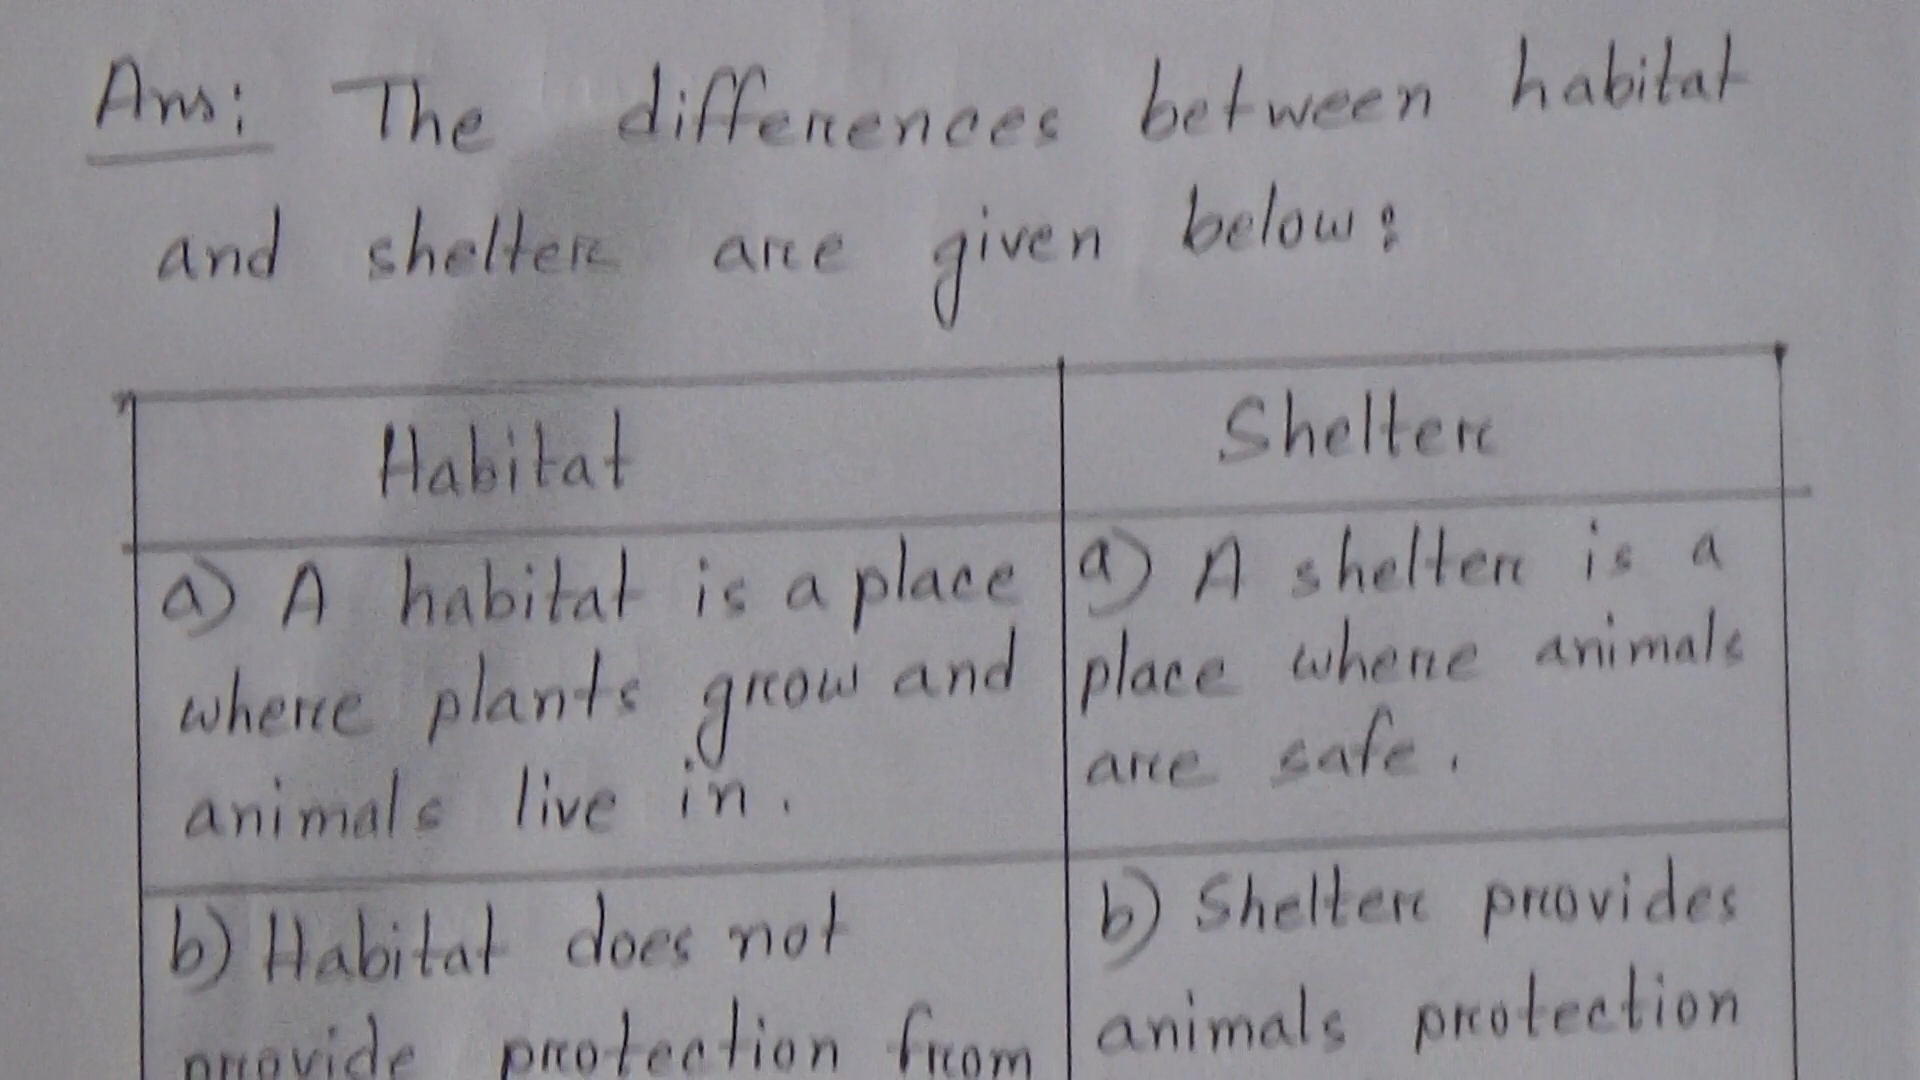 Ans: The differences between habitat
and shelter are given below:
Habitat
Shelter
a) A habitat is a place
where plants grow and
animals live in.
a) A shelter is a
place where animals
are safe.
b) Habitat does not
provide protection from
b) Shelter provides
animals protection